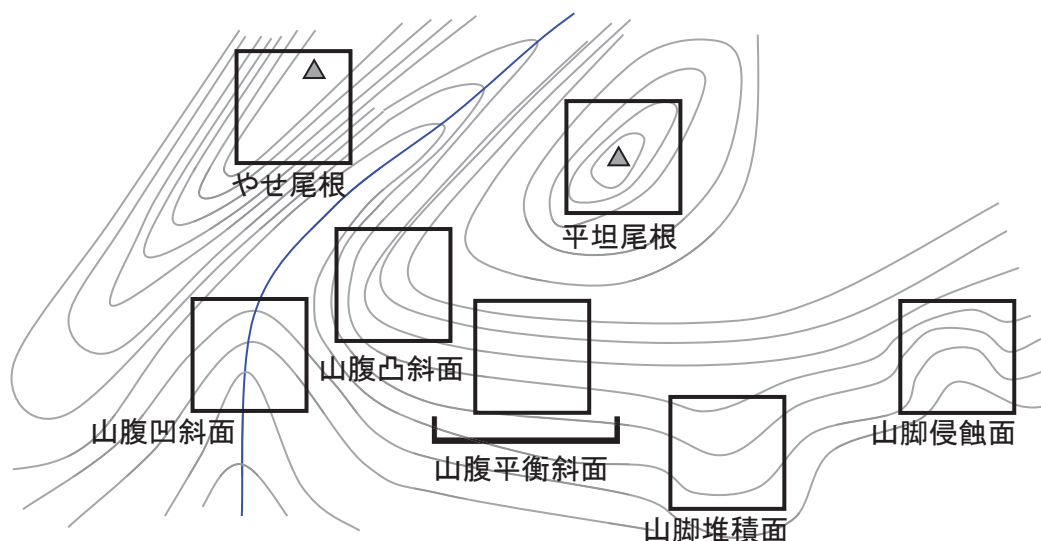 やせ尾根
平坦尾根
山腹凸斜面
山腹凹斜面
山脚侵蝕面
山腹平衡斜面
山脚堆積面